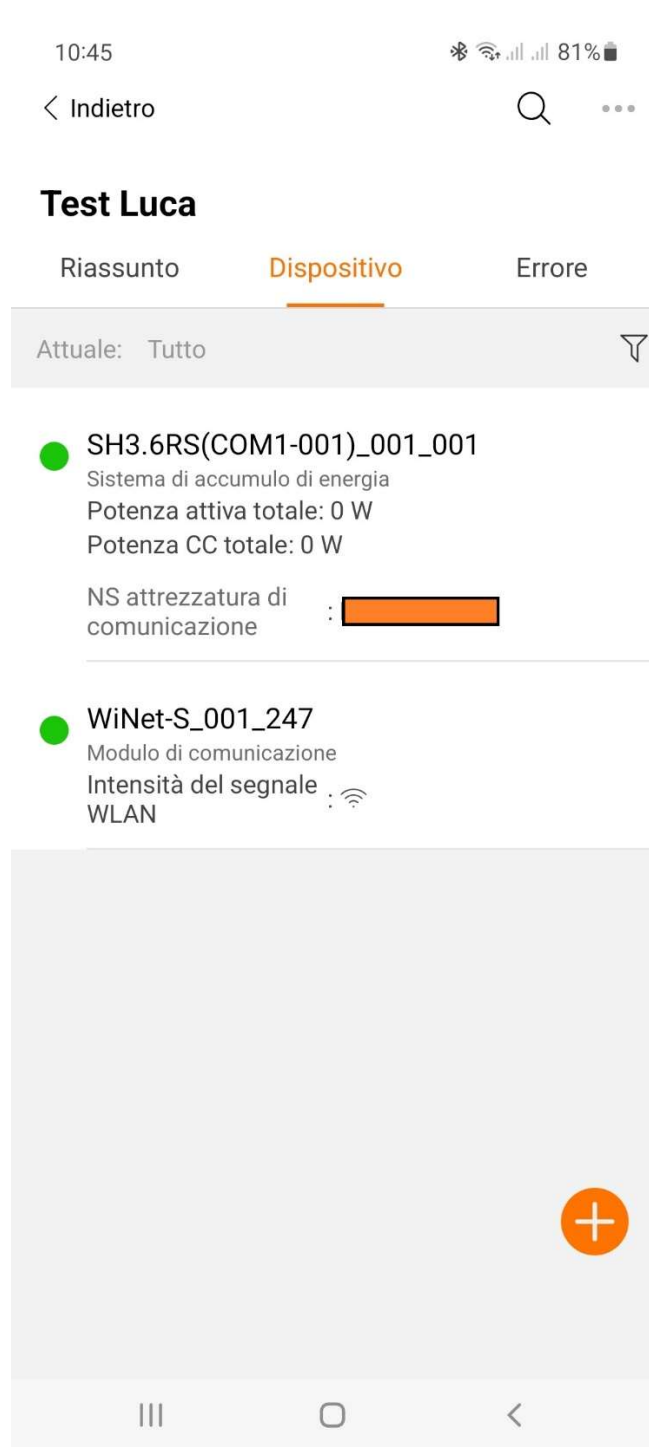 10:45 81%
Indietro
Test Luca
Riassunto Dispositivo Errore
Attuale: Tutto
SH3.6RS(COM1-001)_001_001
Sistema di accumulo di energia
Potenza attiva totale: 0 W
Potenza CC totale: 0 W
NS attrezzatura di
comunicazione :
WiNet-S_001_247
Modulo di comunicazione
Intensità del segnale
WLAN :